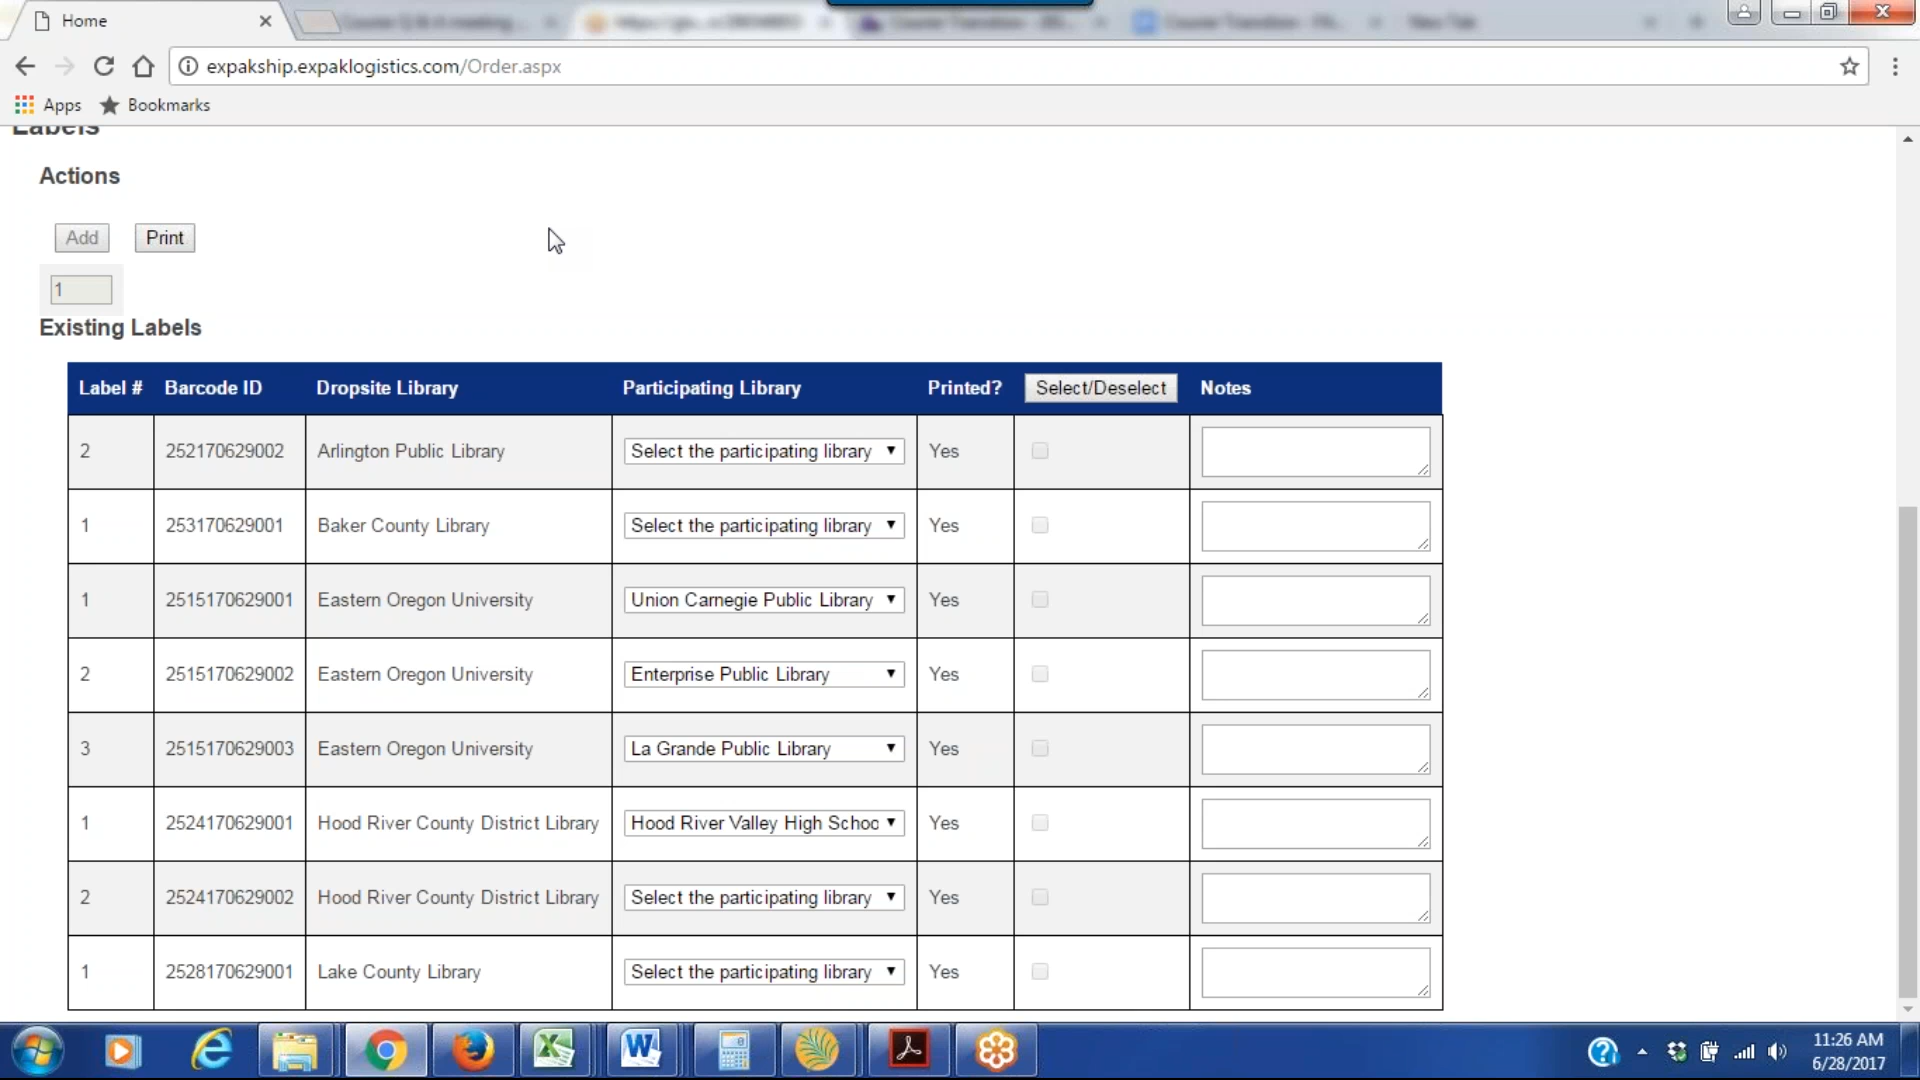 Home
expakship.expaklogistics.com/Order.aspx
Apps Bookmarks
Labels
Actions
Add Print
1
Existing Labels
Label # Barcode ID Dropsite Library Participating Library Printed? Select/Deselect Notes
2 252170629002 Arlington Public Library Select the participating library Yes
1 253170629001 Baker County Library Select the participating library Yes
1 2515170629001 Eastern Oregon University Union Carnegie Public Library Yes
2 2515170629002 Eastern Oregon University Enterprise Public Library Yes
3 2515170629003 Eastern Oregon University La Grande Public Library Yes
1 2524170629001 Hood River County District Library Hood River Valley High Schoo Yes
2 2524170629002 Hood River County District Library Select the participating library Yes
1 2528170629001 Lake County Library Select the participating library Yes
11:26 AM
6/28/2017